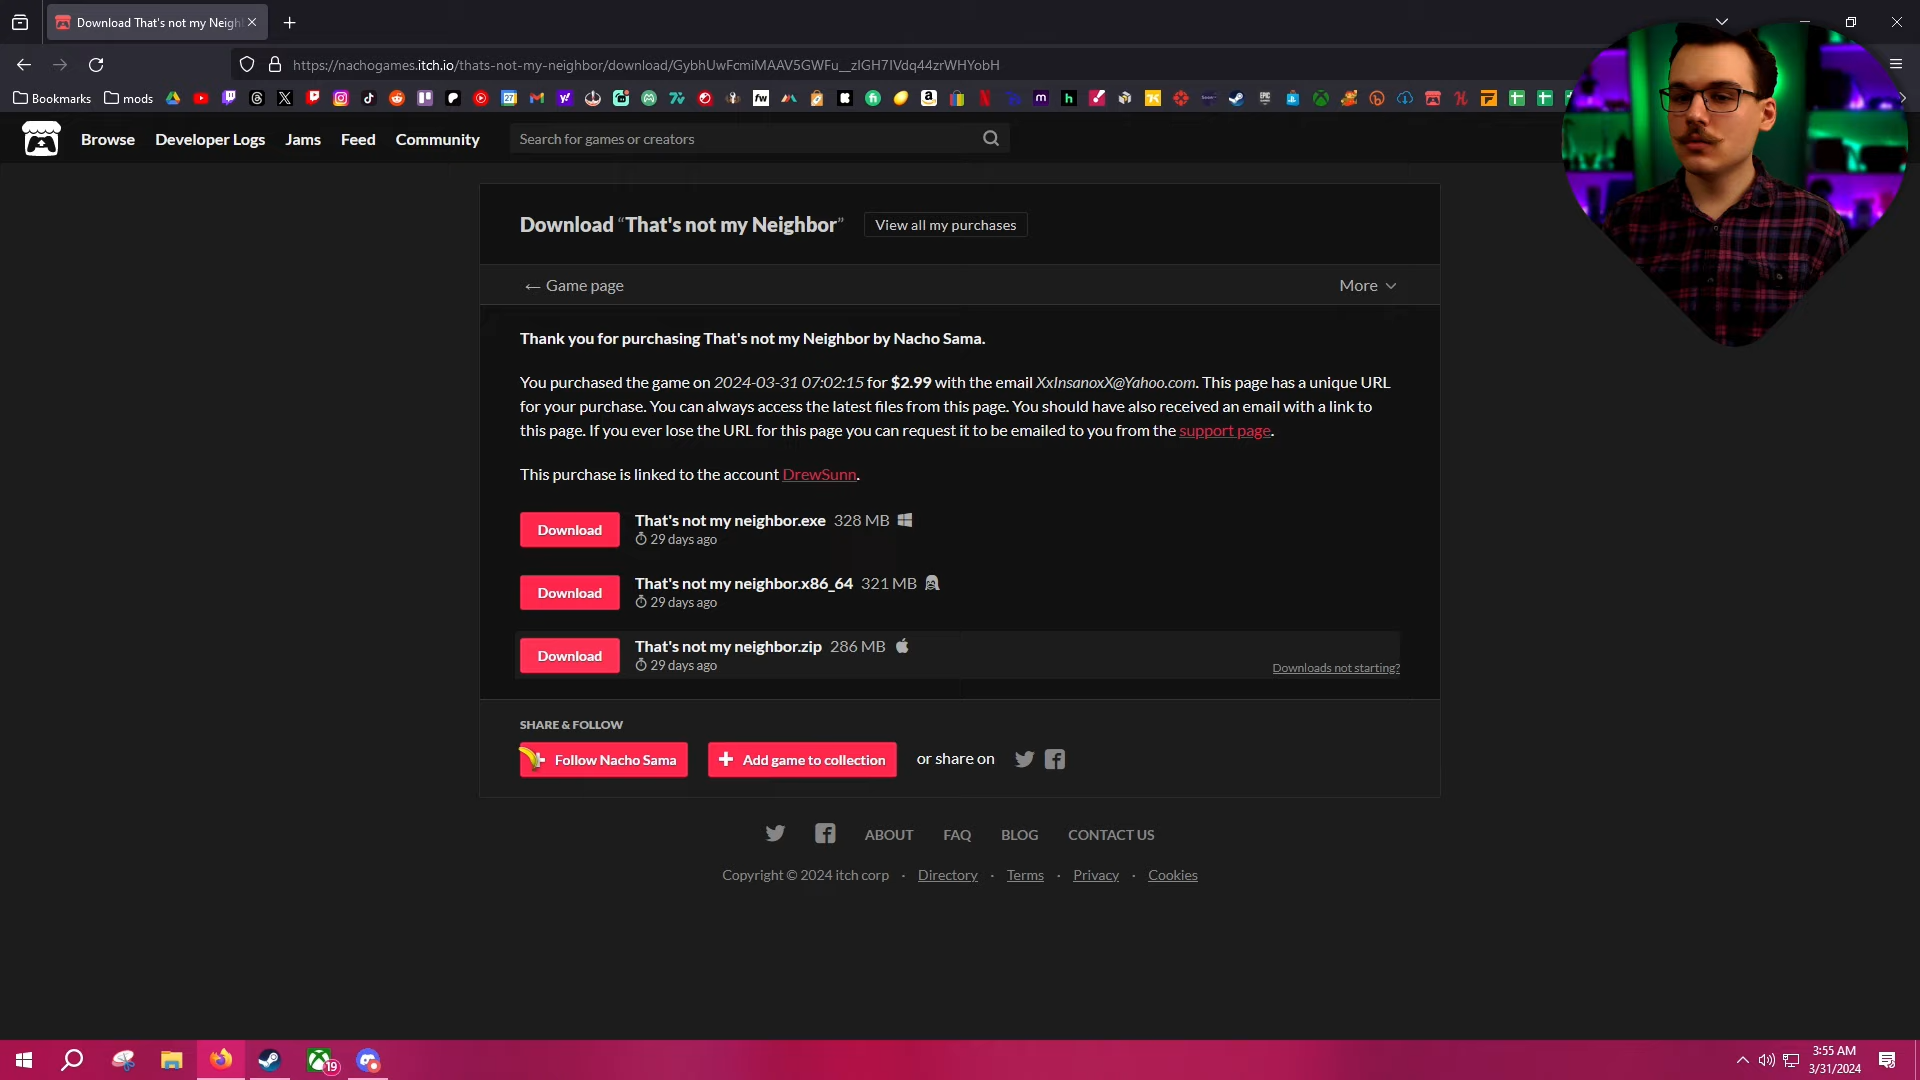 Download That's not my Neigh
https://nachogames.itch.io/thats-not-my-neighbor/download/GybhUwFcmiMAAV5GWFu__zlGH7IVdq44zrWHYobH
Bookmarks mods
Browse Developer Logs Jams Feed Community Search for games or creators
Download “That's not my Neighbor” View all my purchases
← Game page More
Thank you for purchasing That's not my Neighbor by Nacho Sama.
You purchased the game on 2024-03-31 07:02:15 for $2.99 with the email XxInsanoxX@Yahoo.com. This page has a unique URL
for your purchase. You can always access the latest files from this page. You should have also received an email with a link to
this page. If you ever lose the URL for this page you can request it to be emailed to you from the support page.
This purchase is linked to the account DrewSunn.
Download That's not my neighbor.exe 328 MB
29 days ago
Download That's not my neighbor.x86_64 321 MB
29 days ago
Download That's not my neighbor.zip 286 MB
29 days ago
Downloads not starting?
SHARE & FOLLOW
Follow Nacho Sama Add game to collection or share on
ABOUT FAQ BLOG CONTACT US
Copyright © 2024 itch corp · Directory · Terms · Privacy · Cookies
19
3:55 AM
3/31/2024